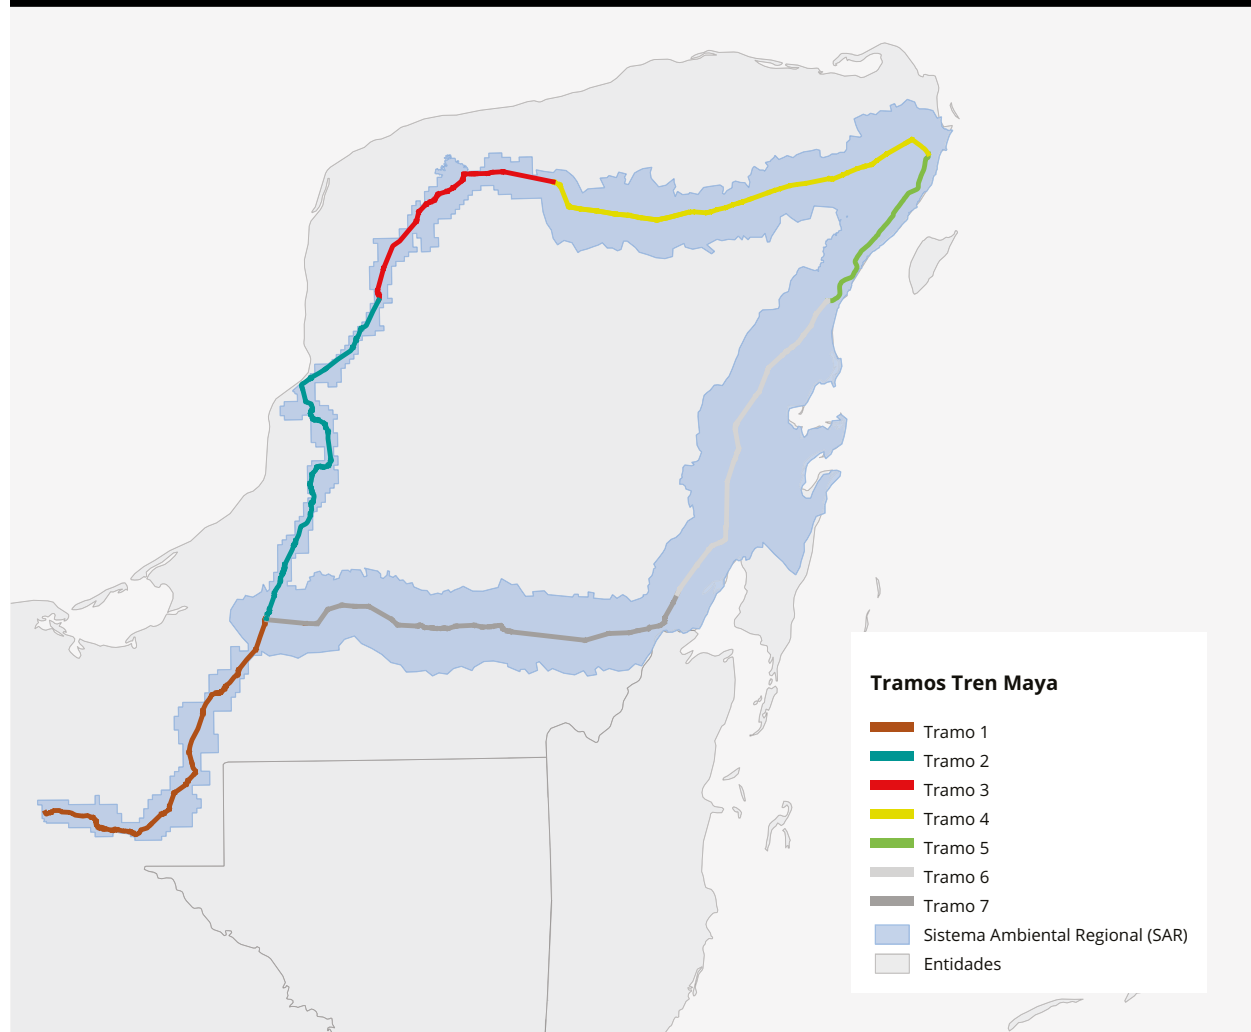 Tramos Tren Maya
Tramo 1
Tramo 2
Tramo 3
Tramo 4
Tramo 5
Tramo 6
Tramo 7
Sistema Ambiental Regional (SAR)
Entidades